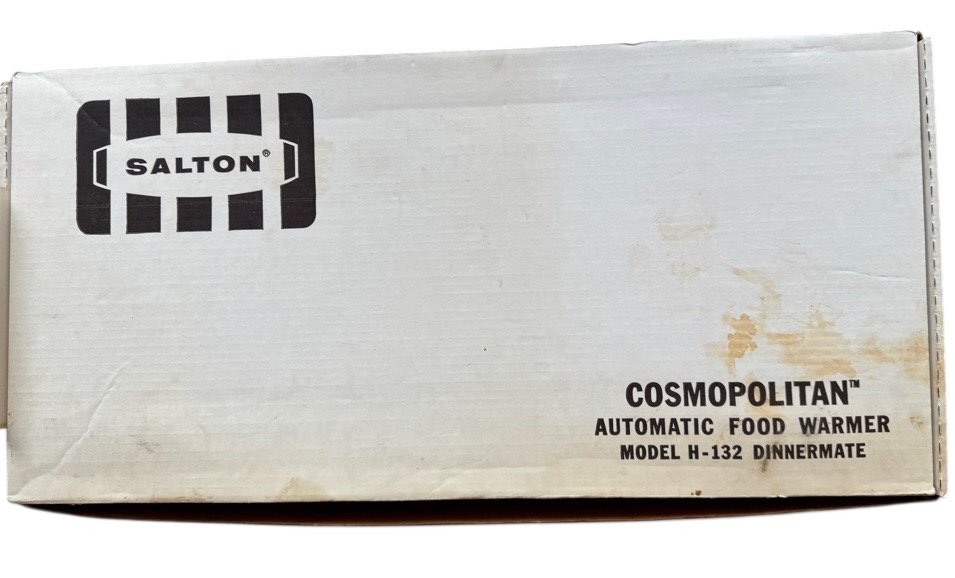 SALTON®
COSMOPOLITAN™
AUTOMATIC FOOD WARMER
MODEL H-132 DINNERMATE